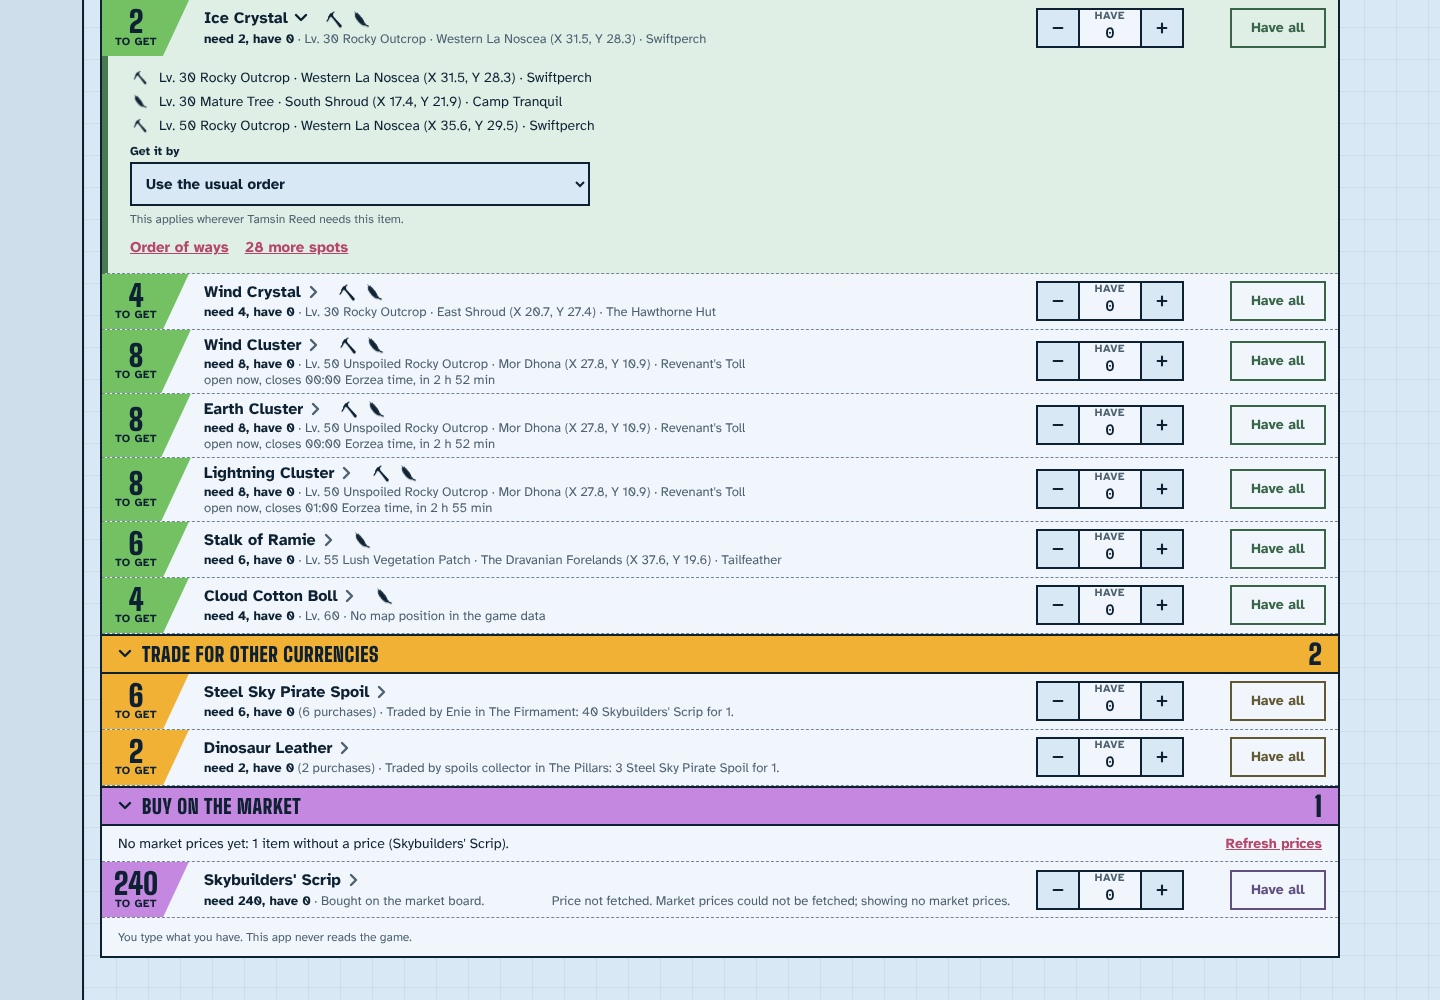 2
TO GET
Ice Crystal
need 2, have 0 · Lv. 30 Rocky Outcrop · Western La Noscea (X 31.5, Y 28.3) · Swiftperch
−
HAVE
0
+
Have all
Lv. 30 Rocky Outcrop · Western La Noscea (X 31.5, Y 28.3) · Swiftperch
Lv. 30 Mature Tree · South Shroud (X 17.4, Y 21.9) · Camp Tranquil
Lv. 50 Rocky Outcrop · Western La Noscea (X 35.6, Y 29.5) · Swiftperch
Get it by
Use the usual order
This applies wherever Tamsin Reed needs this item.
Order of ways 28 more spots
4
TO GET
Wind Crystal
need 4, have 0 · Lv. 30 Rocky Outcrop · East Shroud (X 20.7, Y 27.4) · The Hawthorne Hut
−
HAVE
0
+
Have all
8
TO GET
Wind Cluster
need 8, have 0 · Lv. 50 Unspoiled Rocky Outcrop · Mor Dhona (X 27.8, Y 10.9) · Revenant's Toll
open now, closes 00:00 Eorzea time, in 2 h 52 min
−
HAVE
0
+
Have all
8
TO GET
Earth Cluster
need 8, have 0 · Lv. 50 Unspoiled Rocky Outcrop · Mor Dhona (X 27.8, Y 10.9) · Revenant's Toll
open now, closes 00:00 Eorzea time, in 2 h 52 min
−
HAVE
0
+
Have all
8
TO GET
Lightning Cluster
need 8, have 0 · Lv. 50 Unspoiled Rocky Outcrop · Mor Dhona (X 27.8, Y 10.9) · Revenant's Toll
open now, closes 01:00 Eorzea time, in 2 h 55 min
−
HAVE
0
+
Have all
6
TO GET
Stalk of Ramie
need 6, have 0 · Lv. 55 Lush Vegetation Patch · The Dravanian Forelands (X 37.6, Y 19.6) · Tailfeather
−
HAVE
0
+
Have all
4
TO GET
Cloud Cotton Boll
need 4, have 0 · Lv. 60 · No map position in the game data
−
HAVE
0
+
Have all
TRADE FOR OTHER CURRENCIES 2
6
TO GET
Steel Sky Pirate Spoil
need 6, have 0 (6 purchases) · Traded by Enie in The Firmament: 40 Skybuilders' Scrip for 1.
−
HAVE
0
+
Have all
2
TO GET
Dinosaur Leather
need 2, have 0 (2 purchases) · Traded by spoils collector in The Pillars: 3 Steel Sky Pirate Spoil for 1.
−
HAVE
0
+
Have all
BUY ON THE MARKET 1
No market prices yet: 1 item without a price (Skybuilders' Scrip). Refresh prices
240
TO GET
Skybuilders' Scrip
need 240, have 0 · Bought on the market board. Price not fetched. Market prices could not be fetched; showing no market prices.
−
HAVE
0
+
Have all
You type what you have. This app never reads the game.